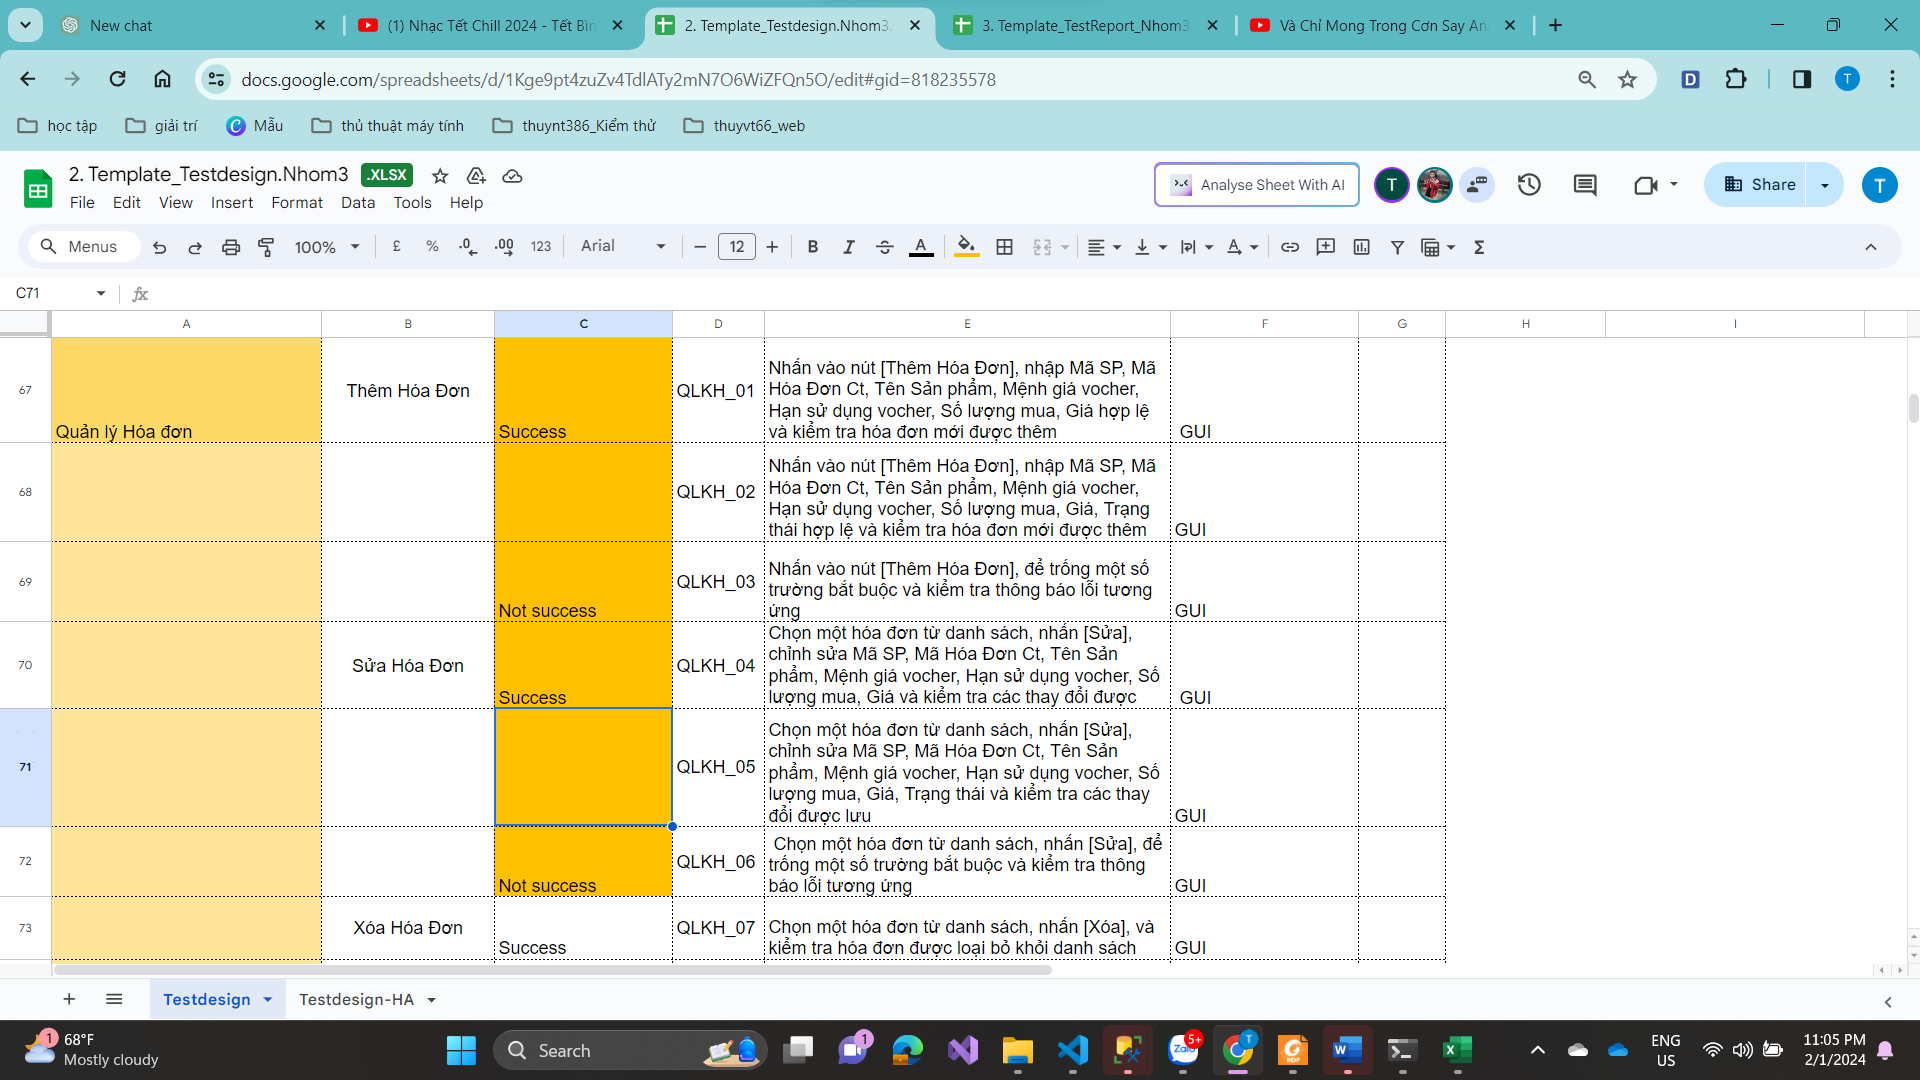 New chat
(1) Nhạc Tết Chill 2024 - Tết Bìn
2. Template_Testdesign.Nhom3.
3. Template_TestReport_Nhom3
Và Chỉ Mong Trong Cơn Say An
docs.google.com/spreadsheets/d/1Kge9pt4zuZv4TdlATy2mN7O6WiZFQn5O/edit#gid=818235578
D
T
học tập
giải trí
Mẫu
thủ thuật máy tính
thuynt386_Kiểm thử
thuyvt66_web
2. Template_Testdesign.Nhom3 .XLSX
File Edit View Insert Format Data Tools Help
Analyse Sheet With AI
T
Share
T
Menus
100%
£ % .0 .00 123
Arial
12
B I S A
C71
fx
A B C D E F G H I
67
Quản lý Hóa đơn
Thêm Hóa Đơn
Success
QLKH_01
Nhấn vào nút [Thêm Hóa Đơn], nhập Mã SP, Mã
Hóa Đơn Ct, Tên Sản phẩm, Mệnh giá vocher,
Hạn sử dụng vocher, Số lượng mua, Giá hợp lệ
và kiểm tra hóa đơn mới được thêm
GUI
68
QLKH_02
Nhấn vào nút [Thêm Hóa Đơn], nhập Mã SP, Mã
Hóa Đơn Ct, Tên Sản phẩm, Mệnh giá vocher,
Hạn sử dụng vocher, Số lượng mua, Giá, Trạng
thái hợp lệ và kiểm tra hóa đơn mới được thêm
GUI
69
Not success
QLKH_03
Nhấn vào nút [Thêm Hóa Đơn], để trống một số
trường bắt buộc và kiểm tra thông báo lỗi tương
ứng
GUI
70
Sửa Hóa Đơn
Success
QLKH_04
Chọn một hóa đơn từ danh sách, nhấn [Sửa],
chỉnh sửa Mã SP, Mã Hóa Đơn Ct, Tên Sản
phẩm, Mệnh giá vocher, Hạn sử dụng vocher, Số
lượng mua, Giá và kiểm tra các thay đổi được
GUI
71
QLKH_05
Chọn một hóa đơn từ danh sách, nhấn [Sửa],
chỉnh sửa Mã SP, Mã Hóa Đơn Ct, Tên Sản
phẩm, Mệnh giá vocher, Hạn sử dụng vocher, Số
lượng mua, Giá, Trạng thái và kiểm tra các thay
đổi được lưu
GUI
72
Not success
QLKH_06
Chọn một hóa đơn từ danh sách, nhấn [Sửa], để
trống một số trường bắt buộc và kiểm tra thông
báo lỗi tương ứng
GUI
73
Xóa Hóa Đơn
Success
QLKH_07
Chọn một hóa đơn từ danh sách, nhấn [Xóa], và
kiểm tra hóa đơn được loại bỏ khỏi danh sách
GUI
Testdesign
Testdesign-HA
1
68°F
Mostly cloudy
Search
1
Zalo
5+
T
PDF
W
X
ENG
US
11:05 PM
2/1/2024